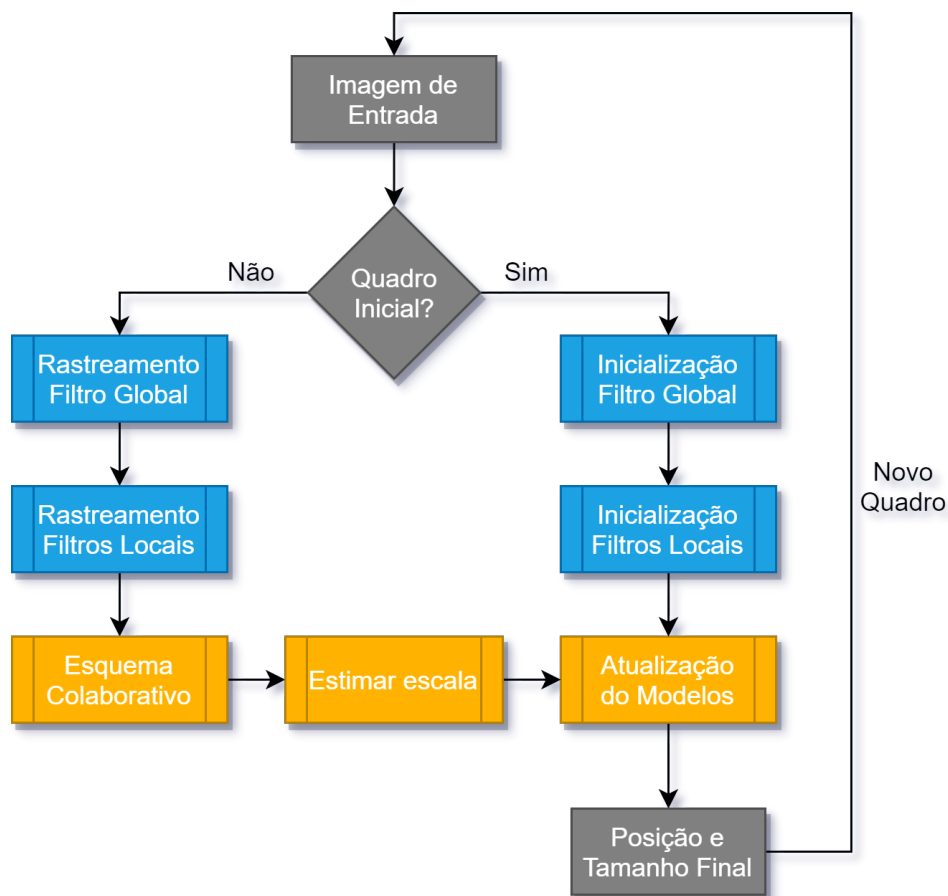 Imagem de
Entrada
Quadro
Inicial?
Não
Sim
Rastreamento
Filtro Global
Inicialização
Filtro Global
Rastreamento
Filtros Locais
Inicialização
Filtros Locais
Novo
Quadro
Esquema
Colaborativo
Estimar escala
Atualização
do Modelos
Posição e
Tamanho Final